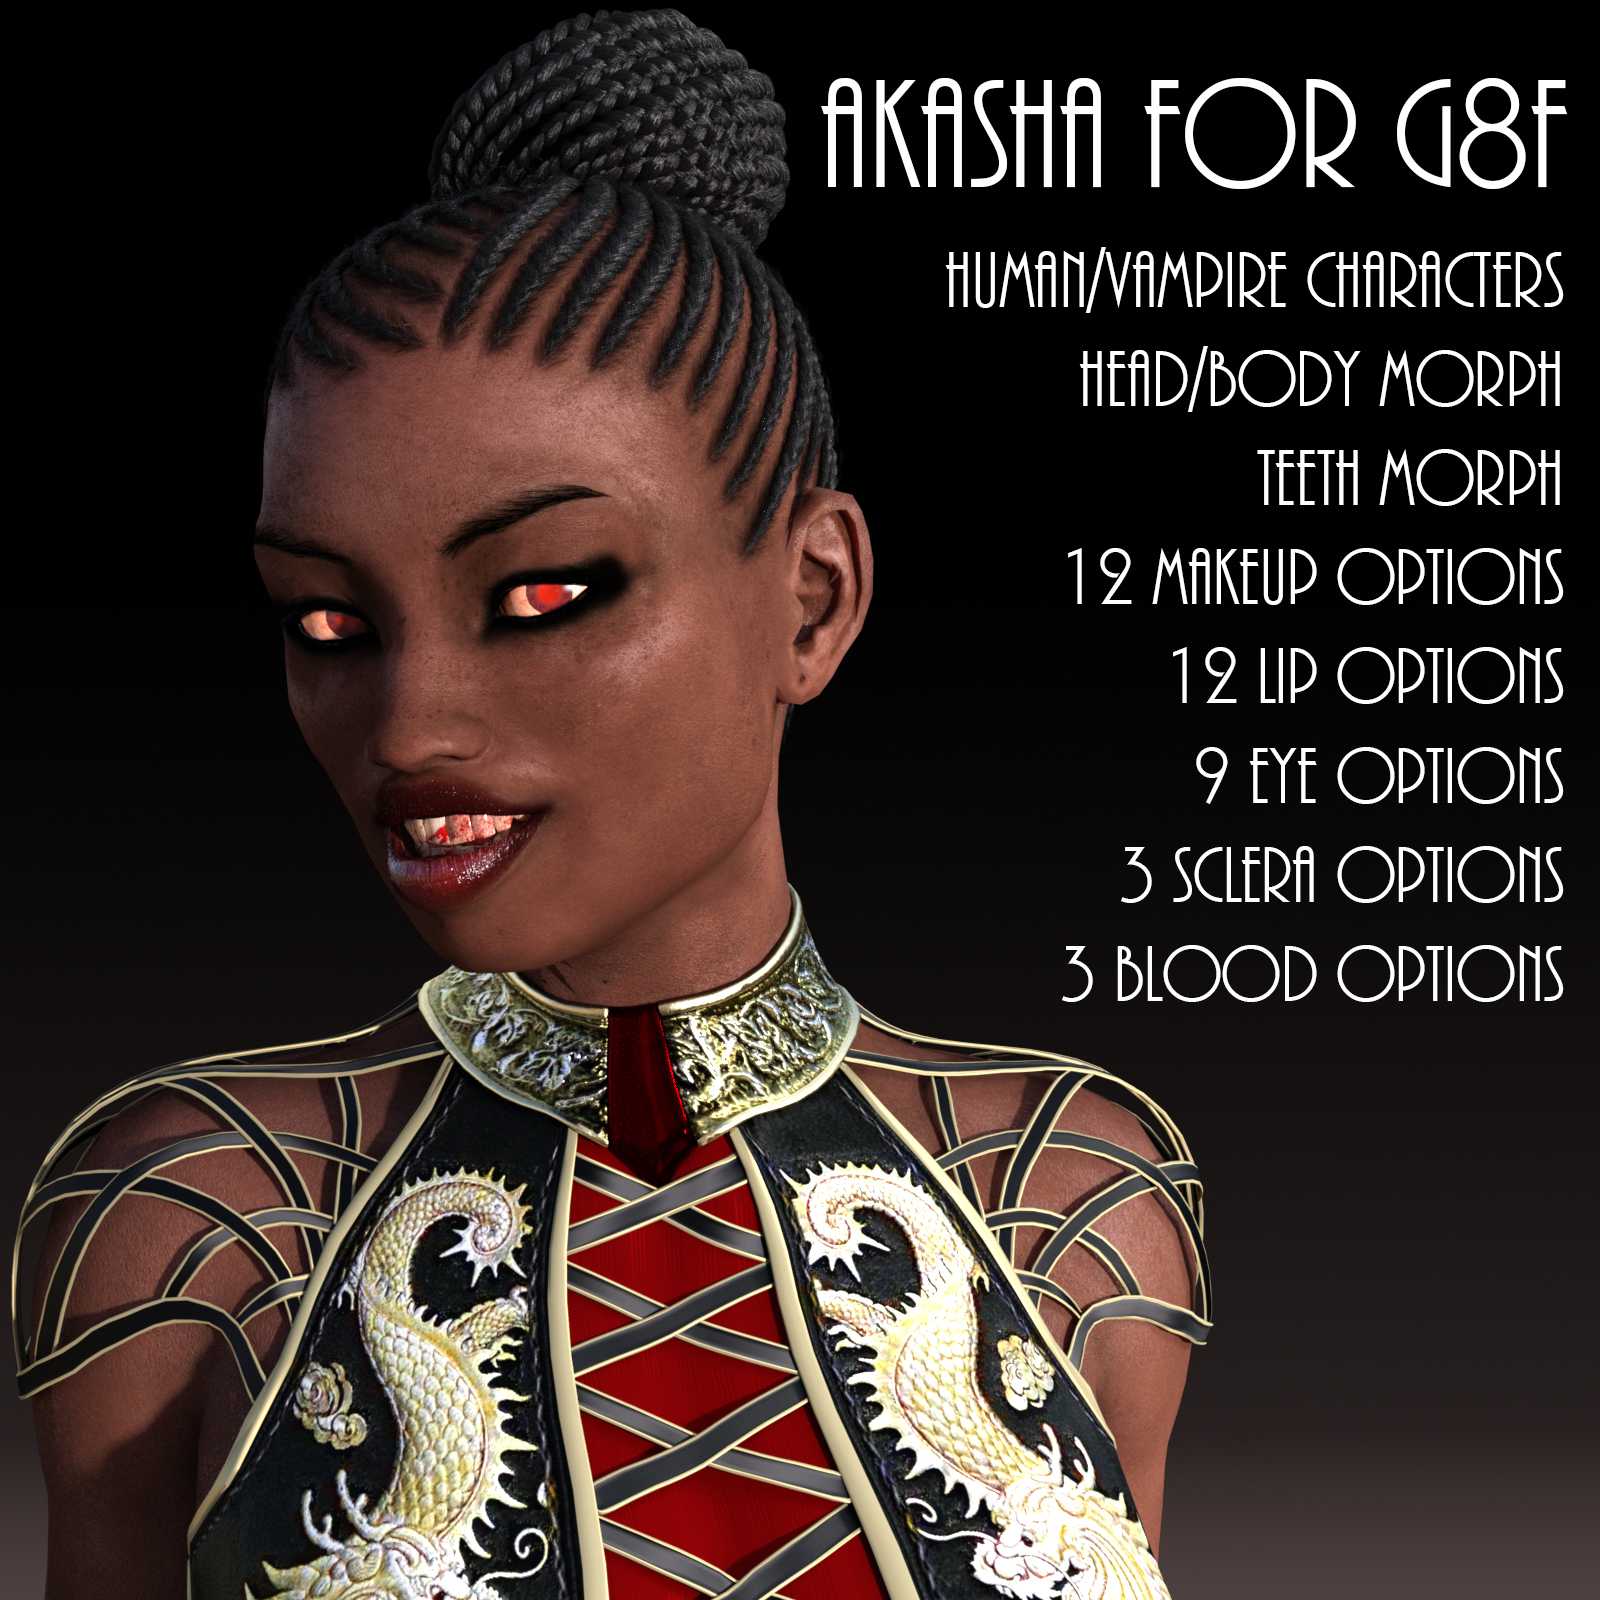 AKASHA FOR G8F
HUMAN/VAMPIRE CHARACTERS
HEAD/BODY MORPH
TEETH MORPH
12 MAKEUP OPTIONS
12 LIP OPTIONS
9 EYE OPTIONS
3 SCLERA OPTIONS
3 BLOOD OPTIONS